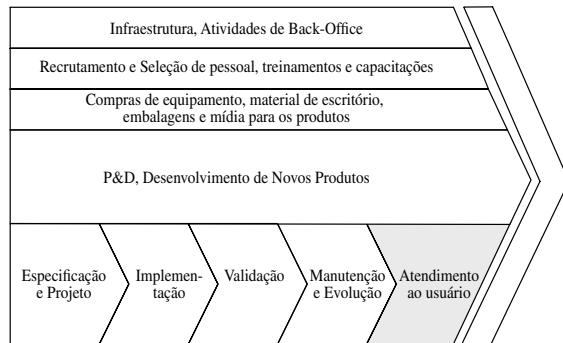 Infraestrutura, Atividades de Back-Office
Recrutamento e Seleção de pessoal, treinamentos e capacitações
Compras de equipamento, material de escritório,
embalagens e mídia para os produtos
P&D, Desenvolvimento de Novos Produtos
Especificação
e Projeto
Implemen-
tação
Validação
Manutenção
e Evolução
Atendimento
ao usuário